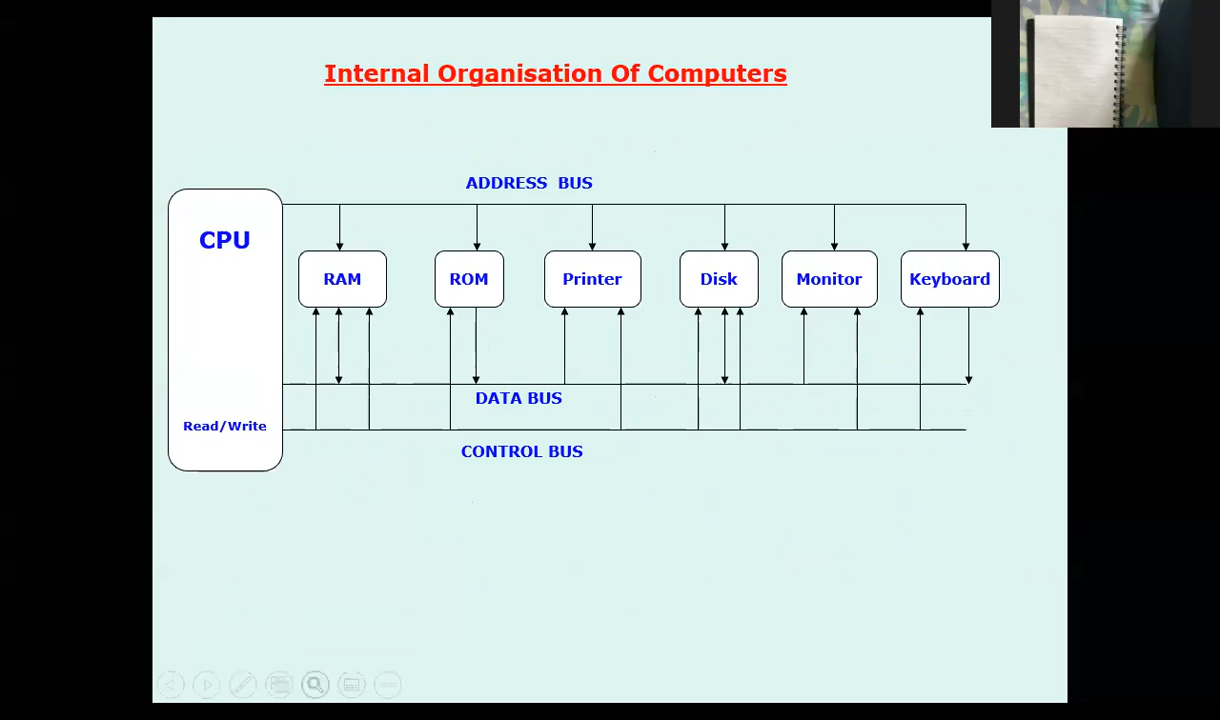 Internal Organisation Of Computers
ADDRESS BUS
CPU
RAM
ROM
Printer
Disk
Monitor
Keyboard
DATA BUS
Read/Write
CONTROL BUS